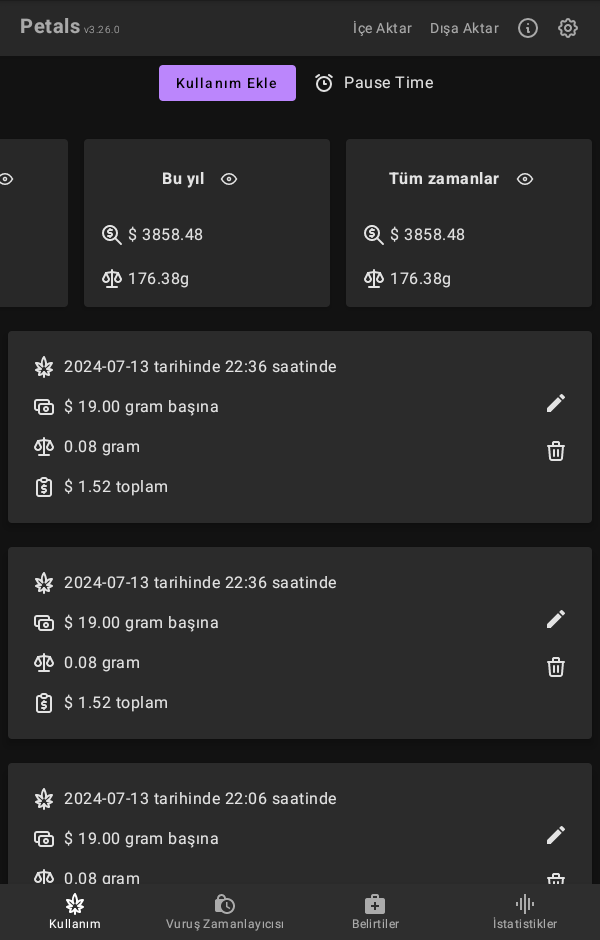 Petals v3.26.0 İçe Aktar Dışa Aktar
Kullanım Ekle Pause Time
Bu yıl
$ 3858.48
176.38g
Tüm zamanlar
$ 3858.48
176.38g
2024-07-13 tarihinde 22:36 saatinde
$ 19.00 gram başına
0.08 gram
$ 1.52 toplam
2024-07-13 tarihinde 22:36 saatinde
$ 19.00 gram başına
0.08 gram
$ 1.52 toplam
2024-07-13 tarihinde 22:06 saatinde
$ 19.00 gram başına
0.08 gram
Kullanım Vuruş Zamanlayıcısı Belirtiler İstatistikler